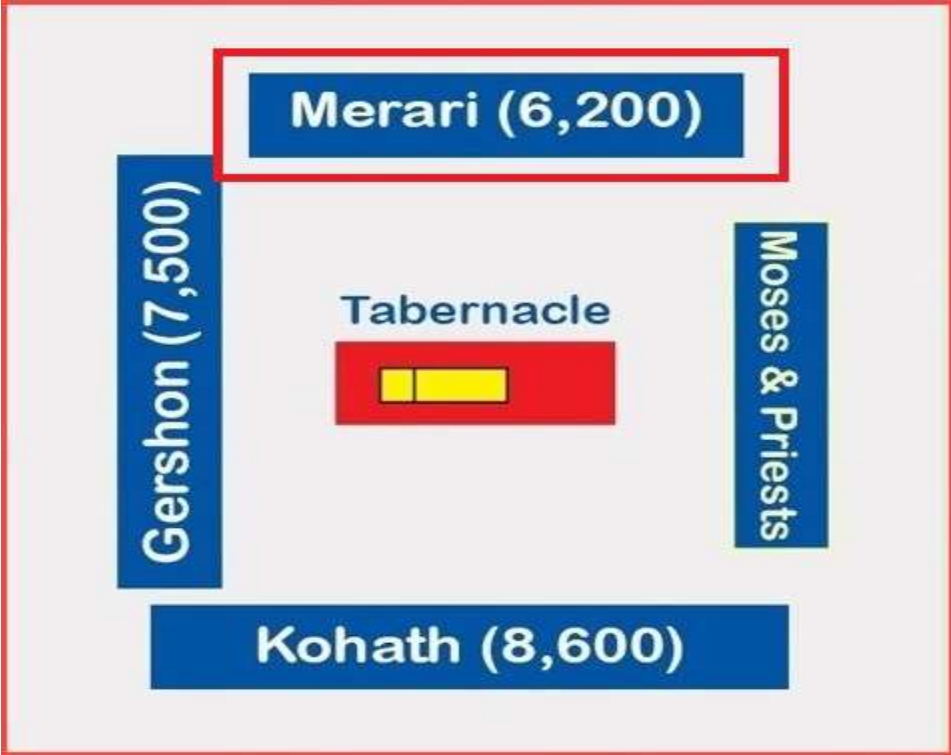 Merari (6,200)
Gershon (7,500)
Tabernacle
Moses & Priests
Kohath (8,600)